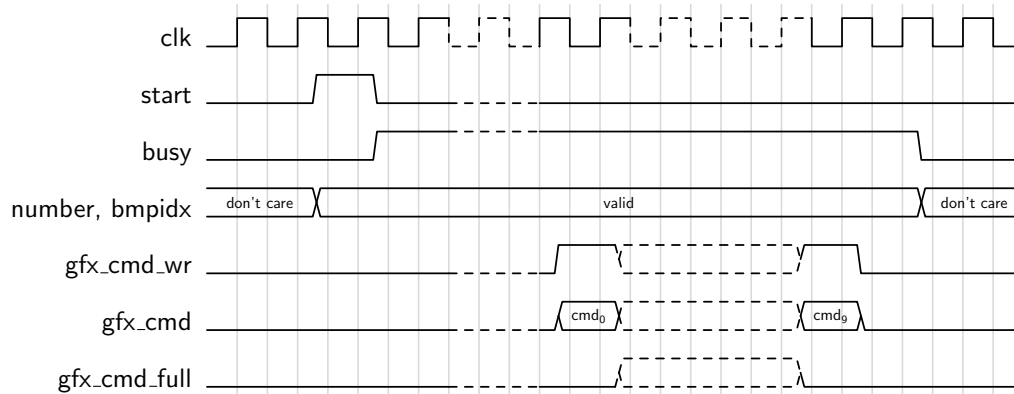 clk
start
busy
number, bmpidx don't care valid don't care
gfx_cmd_wr
gfx_cmd cmd₀ cmd₉
gfx_cmd_full